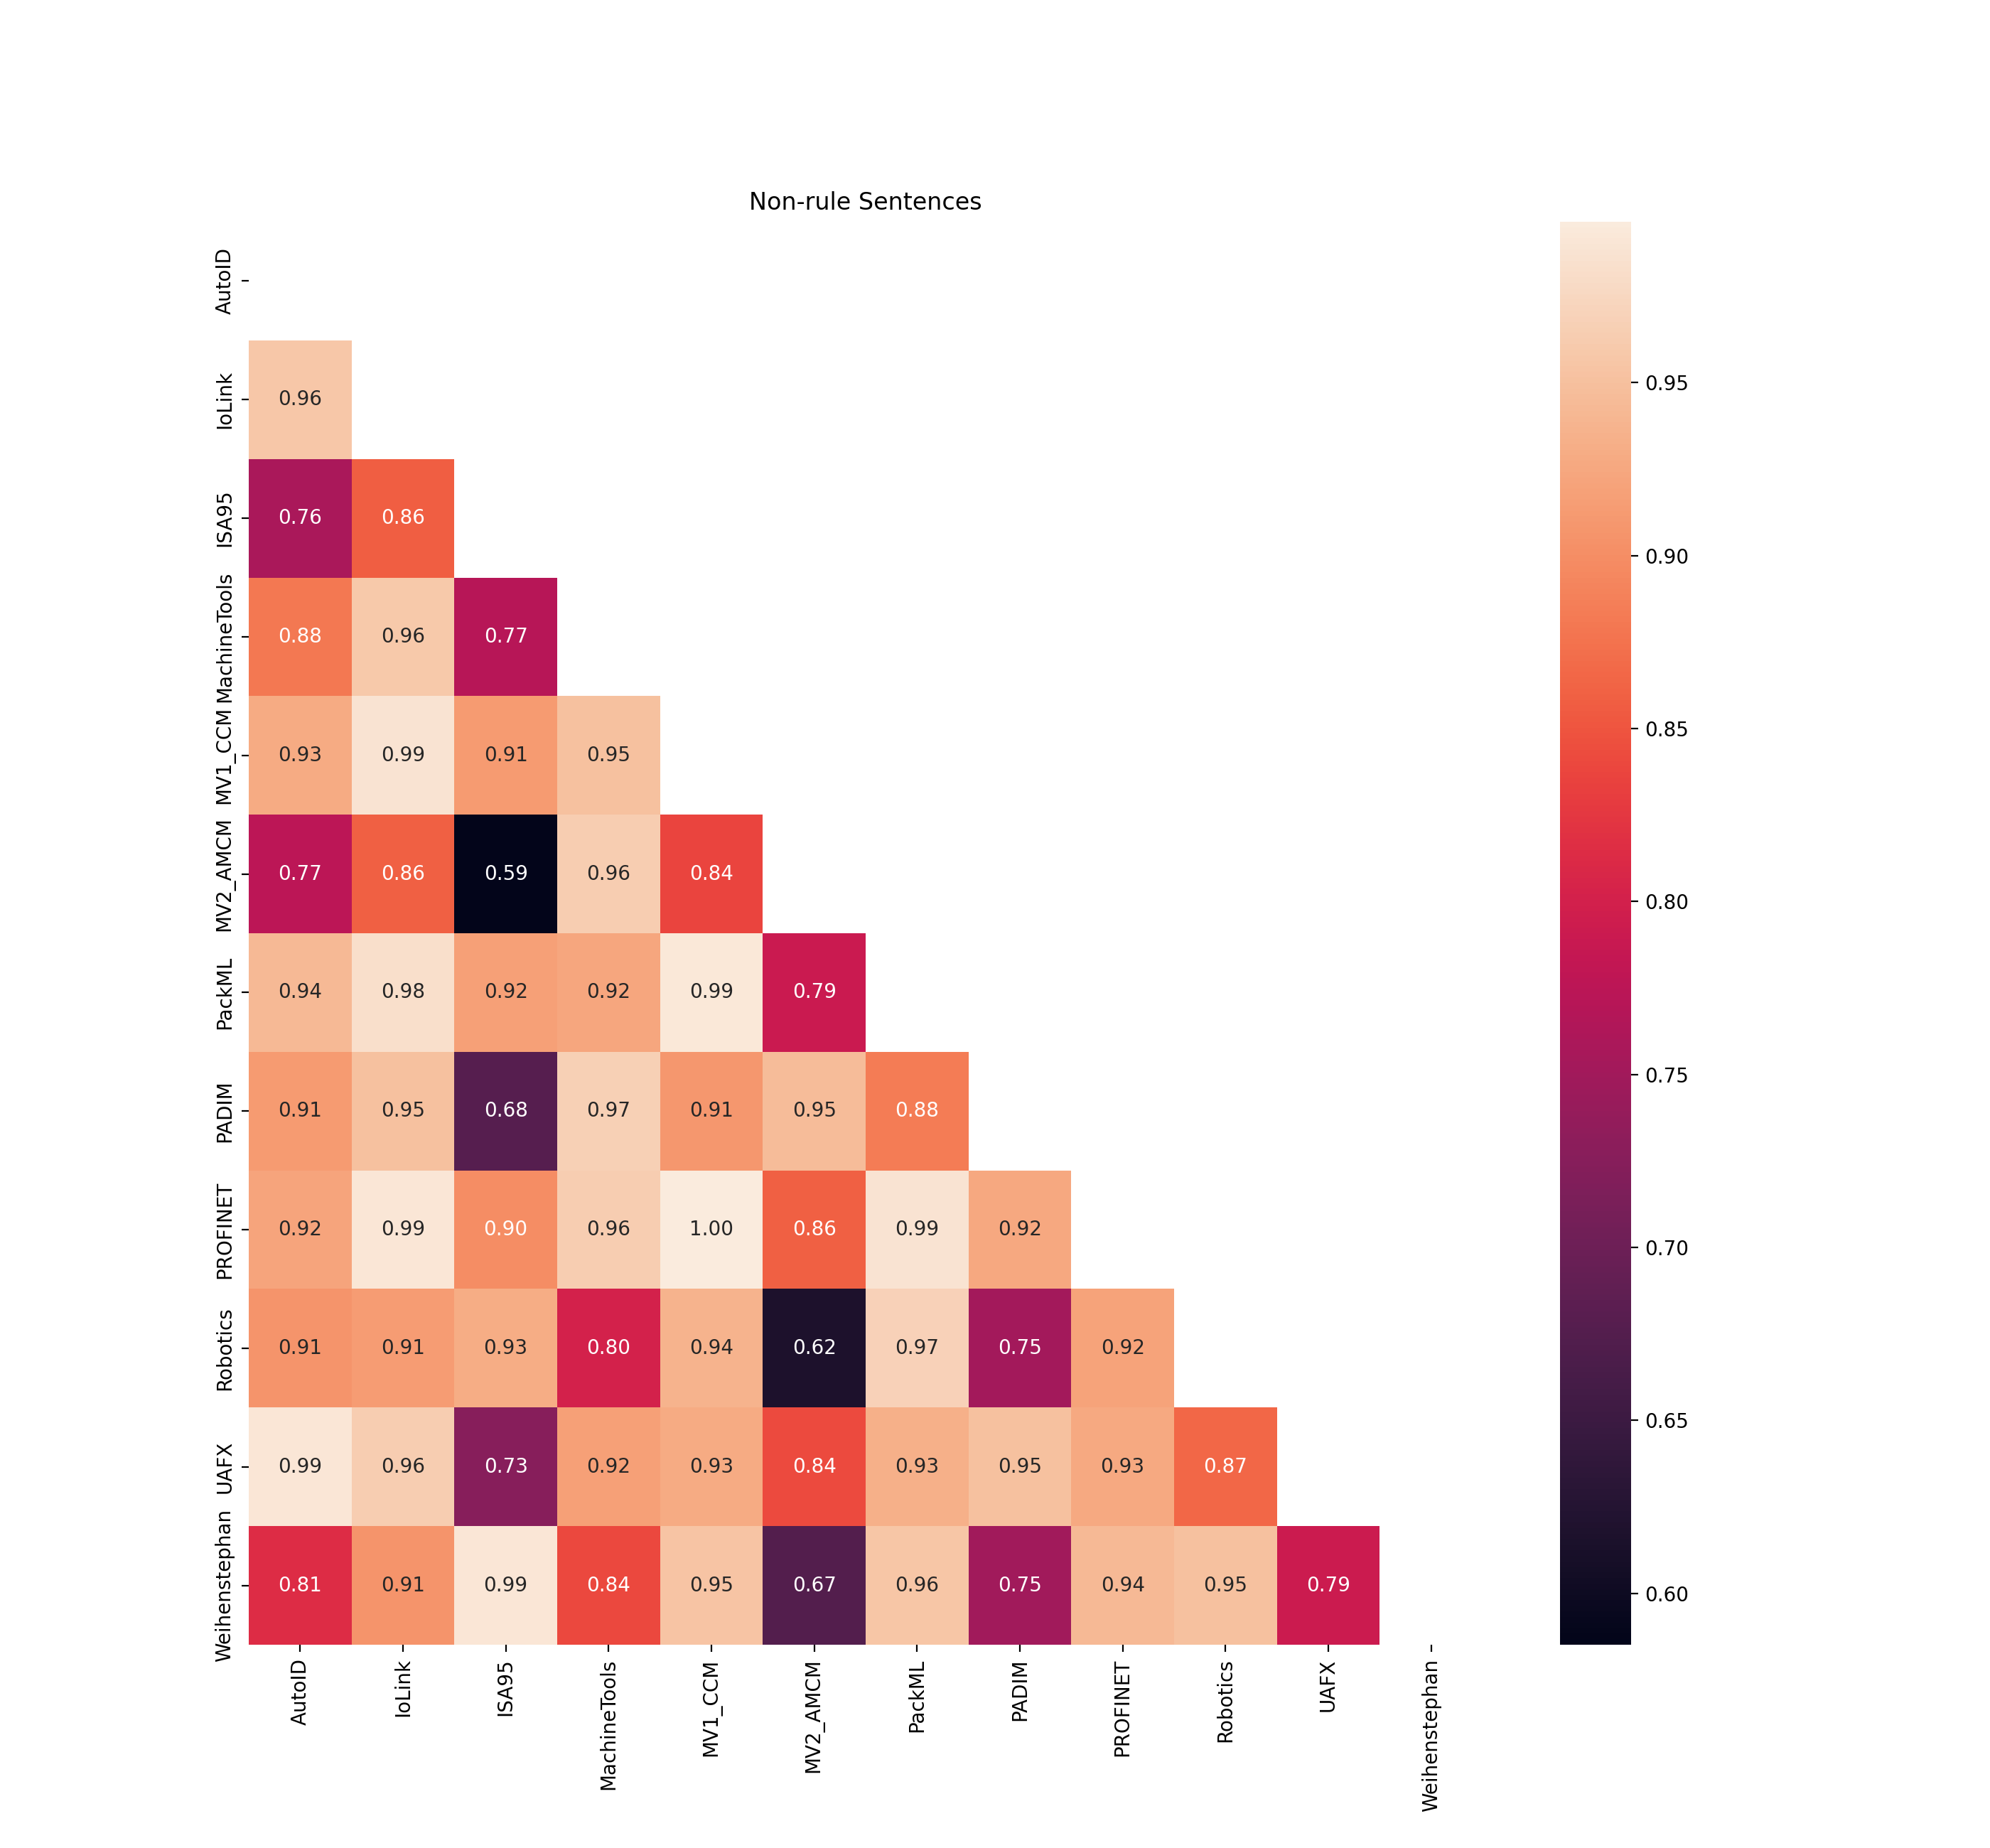 Non-rule Sentences
AutoID
IoLink 0.96
ISA95 0.76 0.86
MachineTools 0.88 0.96 0.77
MV1_CCM 0.93 0.99 0.91 0.95
MV2_AMCM 0.77 0.86 0.59 0.96 0.84
PackML 0.94 0.98 0.92 0.92 0.99 0.79
PADIM 0.91 0.95 0.68 0.97 0.91 0.95 0.88
PROFINET 0.92 0.99 0.90 0.96 1.00 0.86 0.99 0.92
Robotics 0.91 0.91 0.93 0.80 0.94 0.62 0.97 0.75 0.92
UAFX 0.99 0.96 0.73 0.92 0.93 0.84 0.93 0.95 0.93 0.87
Weihenstephan 0.81 0.91 0.99 0.84 0.95 0.67 0.96 0.75 0.94 0.95 0.79
AutoID IoLink ISA95 MachineTools MV1_CCM MV2_AMCM PackML PADIM PROFINET Robotics UAFX Weihenstephan
0.95
0.90
0.85
0.80
0.75
0.70
0.65
0.60